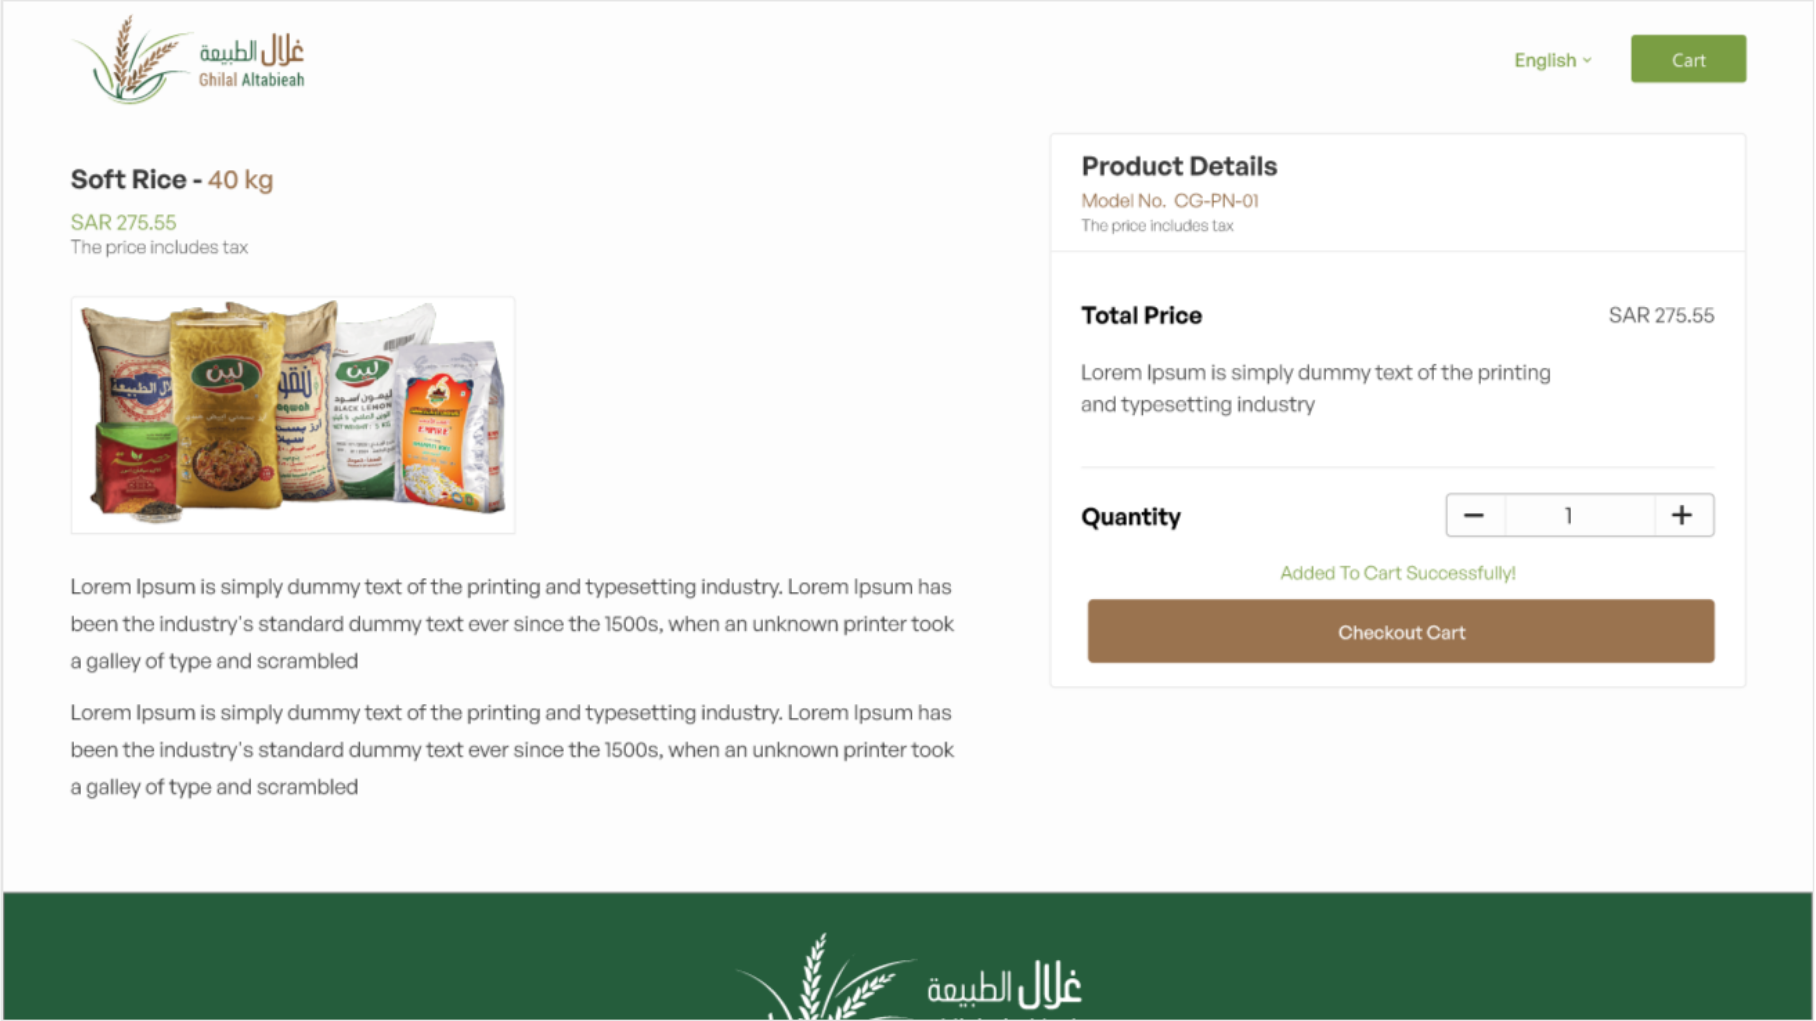 غلال الطبيعة
Ghilal Altabieah
English
Cart
Soft Rice - 40 kg
SAR 275.55
The price includes tax
لين
لين
ليمون أسود
BLACK LEMON
Lorem Ipsum is simply dummy text of the printing and typesetting industry. Lorem Ipsum has
been the industry's standard dummy text ever since the 1500s, when an unknown printer took
a galley of type and scrambled
Lorem Ipsum is simply dummy text of the printing and typesetting industry. Lorem Ipsum has
been the industry's standard dummy text ever since the 1500s, when an unknown printer took
a galley of type and scrambled
Product Details
Model No. CG-PN-01
The price includes tax
Total Price SAR 275.55
Lorem Ipsum is simply dummy text of the printing
and typesetting industry
Quantity − 1 +
Added To Cart Successfully!
Checkout Cart
غلال الطبيعة